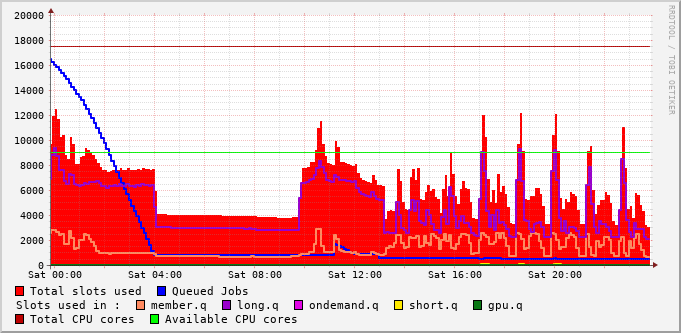 20000
18000
16000
14000
12000
10000
8000
6000
4000
2000
0
Sat 00:00 Sat 04:00 Sat 08:00 Sat 12:00 Sat 16:00 Sat 20:00
Total slots used Queued Jobs
Slots used in : member.q long.q ondemand.q short.q gpu.q
Total CPU cores Available CPU cores
RRDTOOL / TOBI OETIKER